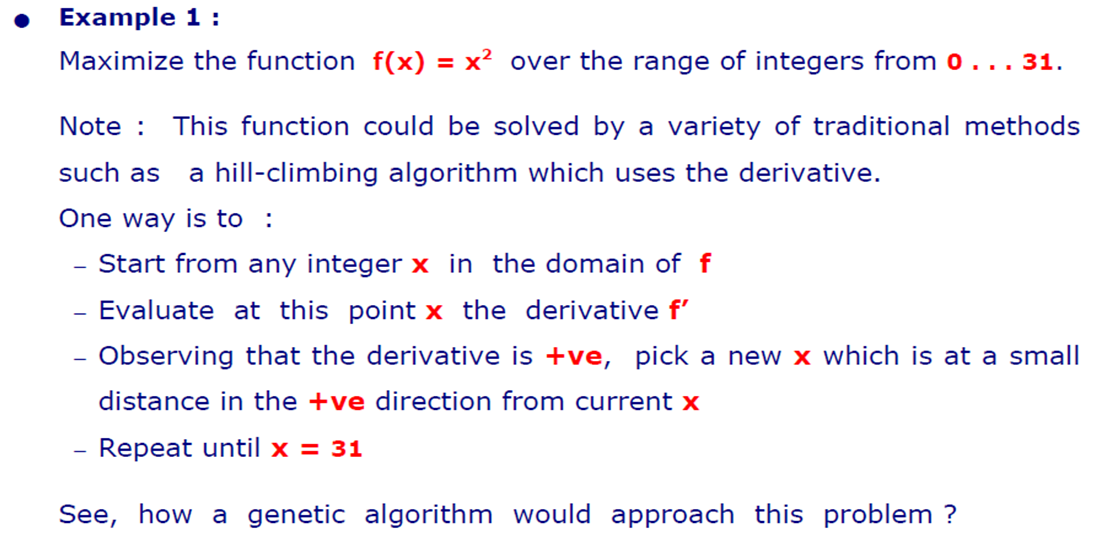 ● Example 1 :
Maximize the function f(x) = x² over the range of integers from 0 . . . 31.
Note : This function could be solved by a variety of traditional methods
such as a hill-climbing algorithm which uses the derivative.
One way is to :
– Start from any integer x in the domain of f
– Evaluate at this point x the derivative f’
– Observing that the derivative is +ve, pick a new x which is at a small
distance in the +ve direction from current x
– Repeat until x = 31
See, how a genetic algorithm would approach this problem ?